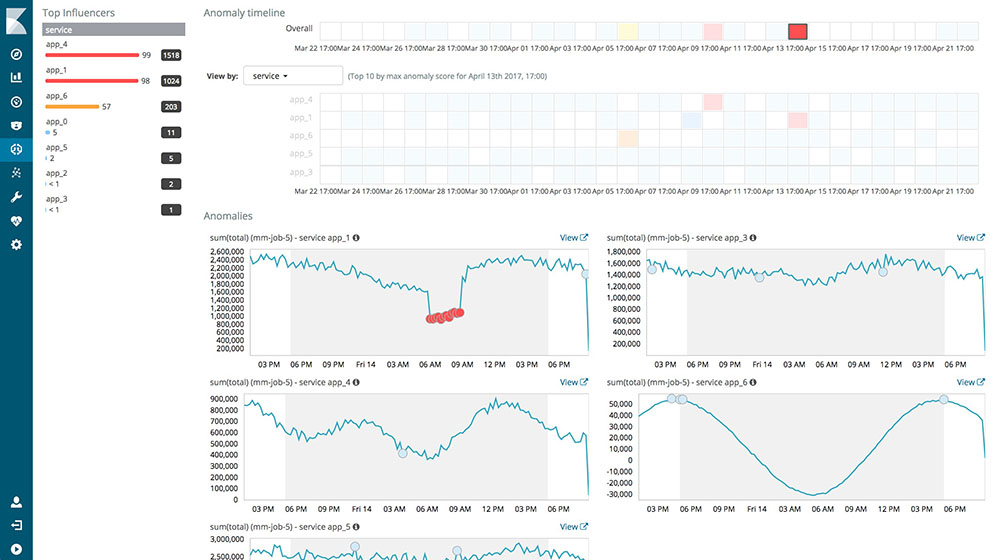 Top Influencers
service
app_4
99 1518
app_1
98 1024
app_6
57 203
app_0
5 11
app_5
2 5
app_2
< 1 2
app_3
< 1 1
Anomaly timeline
Overall
Mar 22 17:00 Mar 24 17:00 Mar 26 17:00 Mar 28 17:00 Mar 30 17:00 Apr 01 17:00 Apr 03 17:00 Apr 05 17:00 Apr 07 17:00 Apr 09 17:00 Apr 11 17:00 Apr 13 17:00 Apr 15 17:00 Apr 17 17:00 Apr 19 17:00 Apr 21 17:00
View by: service (Top 10 by max anomaly score for April 13th 2017, 17:00)
app_4
app_1
app_6
app_5
app_3
Mar 22 17:00 Mar 24 17:00 Mar 26 17:00 Mar 28 17:00 Mar 30 17:00 Apr 01 17:00 Apr 03 17:00 Apr 05 17:00 Apr 07 17:00 Apr 09 17:00 Apr 11 17:00 Apr 13 17:00 Apr 15 17:00 Apr 17 17:00 Apr 19 17:00 Apr 21 17:00
Anomalies
sum(total) (mm-job-5) - service app_1 View
2,600,000
2,400,000
2,200,000
2,000,000
1,800,000
1,600,000
1,400,000
1,200,000
1,000,000
800,000
600,000
400,000
200,000
03 PM 06 PM 09 PM Fri 14 03 AM 06 AM 09 AM 12 PM 03 PM 06 PM
sum(total) (mm-job-5) - service app_3 View
1,800,000
1,600,000
1,400,000
1,200,000
1,000,000
800,000
600,000
400,000
200,000
03 PM 06 PM 09 PM Fri 14 03 AM 06 AM 09 AM 12 PM 03 PM 06 PM
sum(total) (mm-job-5) - service app_4 View
900,000
800,000
700,000
600,000
500,000
400,000
300,000
200,000
100,000
0
03 PM 06 PM 09 PM Fri 14 03 AM 06 AM 09 AM 12 PM 03 PM 06 PM
sum(total) (mm-job-5) - service app_6 View
50,000
40,000
30,000
20,000
10,000
0
-10,000
-20,000
-30,000
03 PM 06 PM 09 PM Fri 14 03 AM 06 AM 09 AM 12 PM 03 PM 06 PM
sum(total) (mm-job-5) - service app_5 View
3,000,000
2,500,000